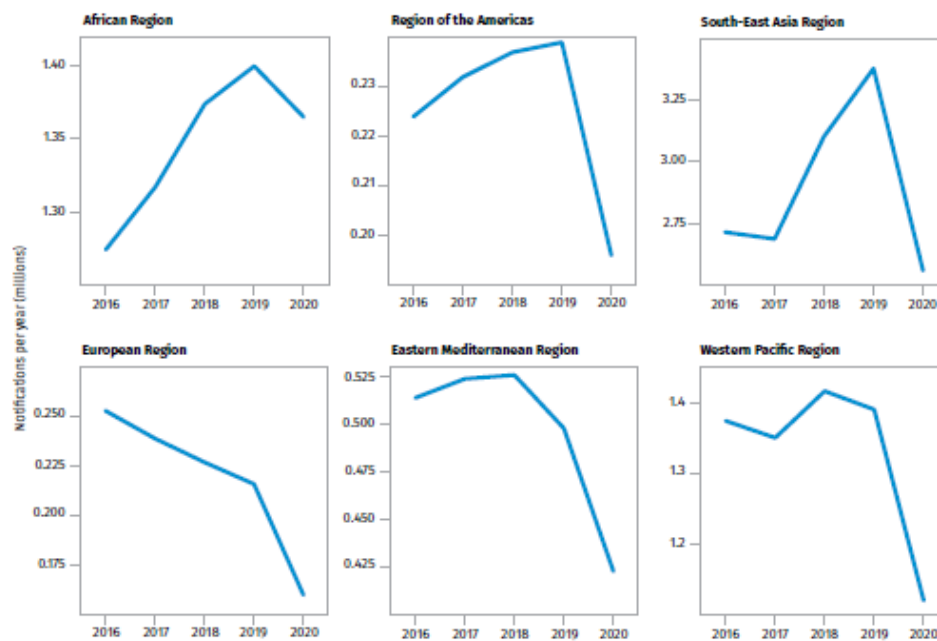 African Region
Region of the Americas
South-East Asia Region
1.40
1.35
1.30
0.23
0.22
0.21
0.20
3.25
3.00
2.75
2016 2017 2018 2019 2020
2016 2017 2018 2019 2020
2016 2017 2018 2019 2020
Notifications per year (millions)
European Region
Eastern Mediterranean Region
Western Pacific Region
0.250
0.225
0.200
0.175
0.525
0.500
0.475
0.450
0.425
1.4
1.3
1.2
2016 2017 2018 2019 2020
2016 2017 2018 2019 2020
2016 2017 2018 2019 2020